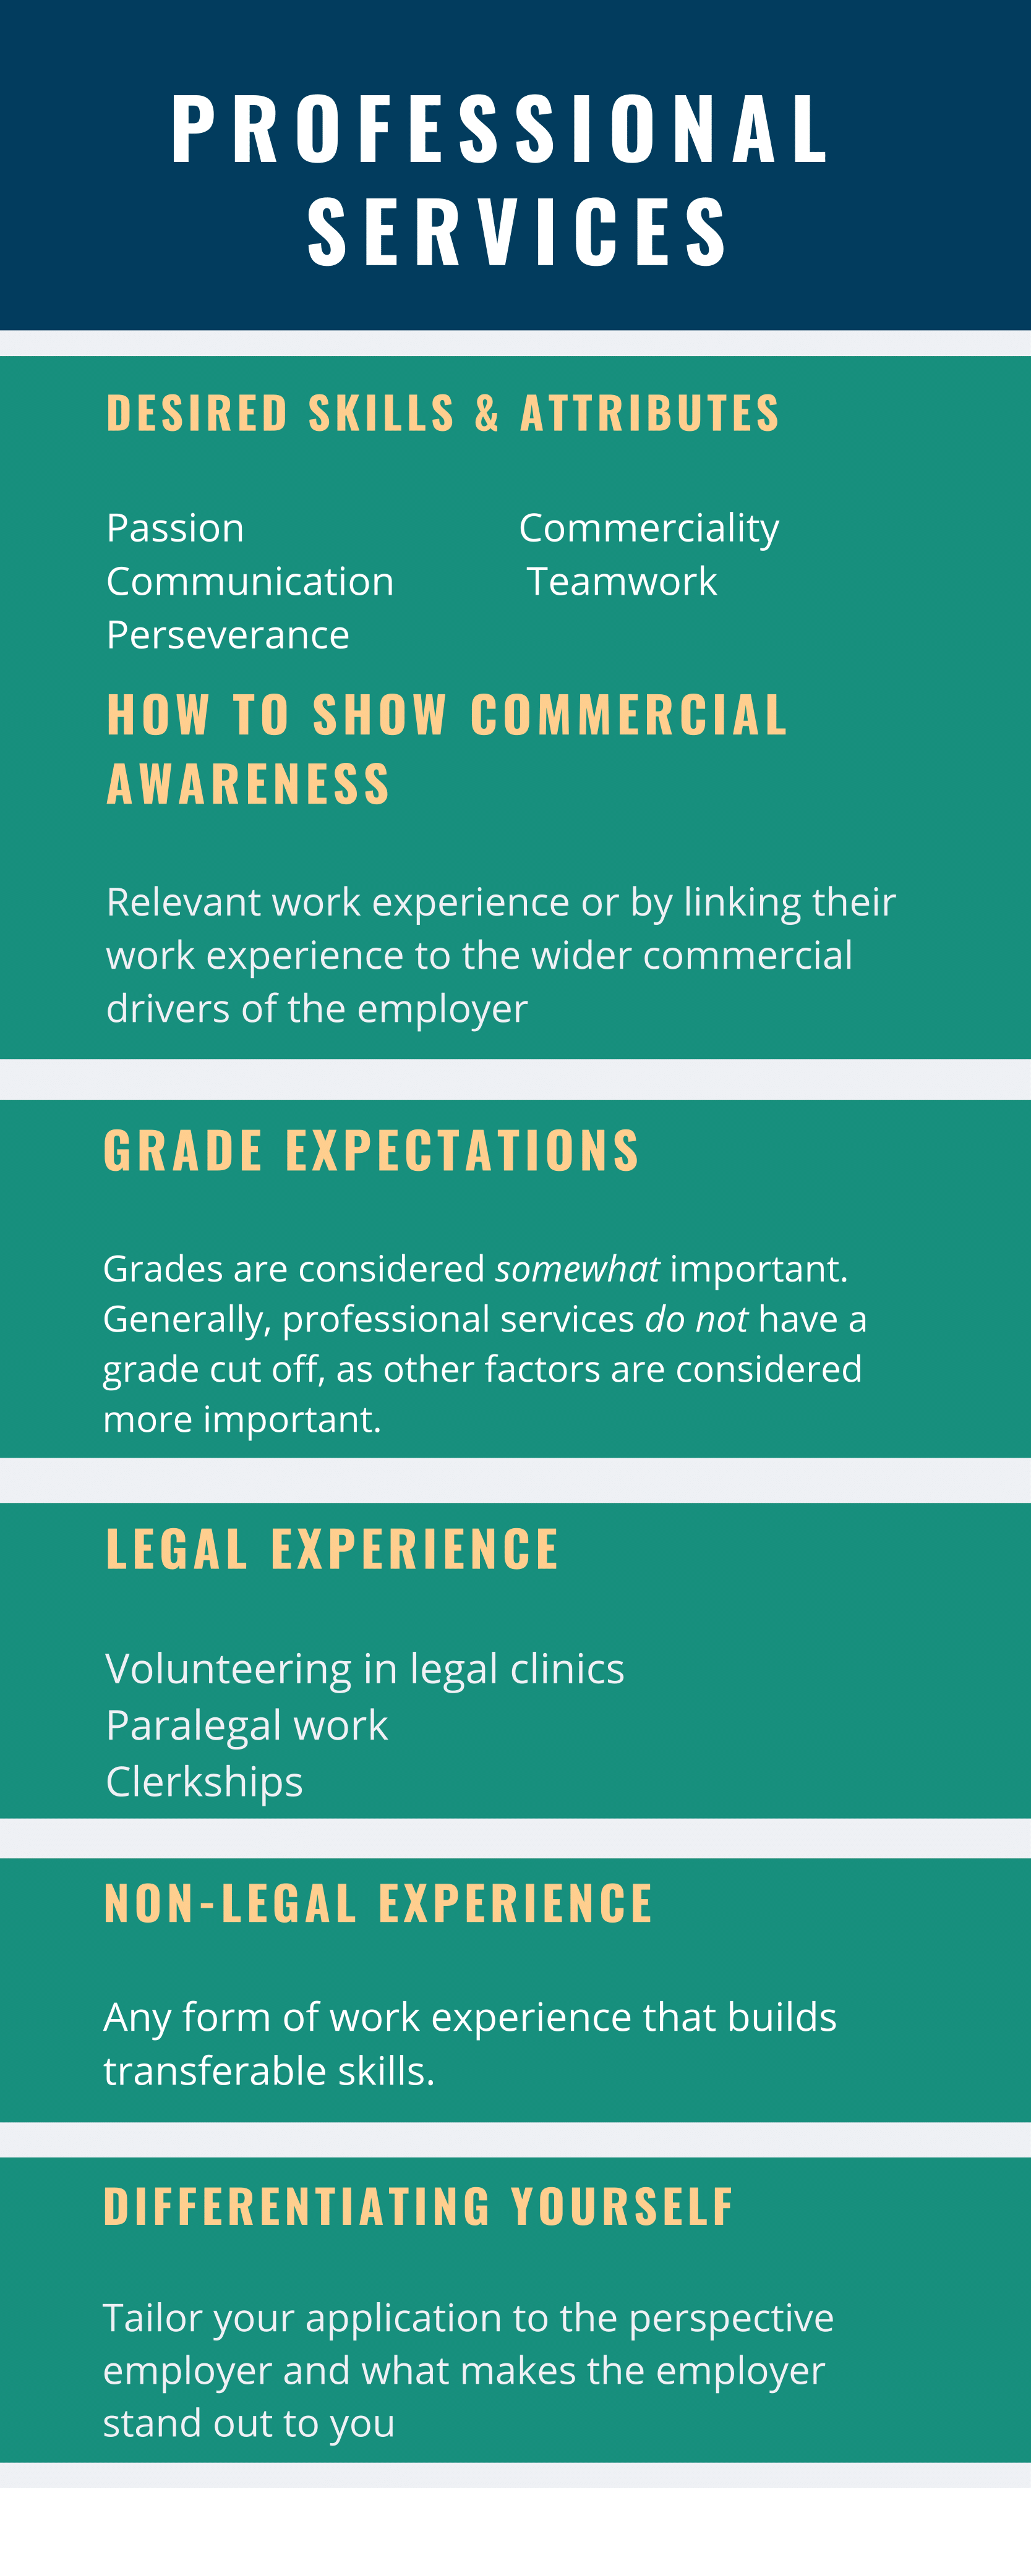 PROFESSIONAL
SERVICES
DESIRED SKILLS & ATTRIBUTES
Passion
Communication
Perseverance
Commerciality
Teamwork
HOW TO SHOW COMMERCIAL
AWARENESS
Relevant work experience or by linking their
work experience to the wider commercial
drivers of the employer
GRADE EXPECTATIONS
Grades are considered somewhat important.
Generally, professional services do not have a
grade cut off, as other factors are considered
more important.
LEGAL EXPERIENCE
Volunteering in legal clinics
Paralegal work
Clerkships
NON-LEGAL EXPERIENCE
Any form of work experience that builds
transferable skills.
DIFFERENTIATING YOURSELF
Tailor your application to the perspective
employer and what makes the employer
stand out to you